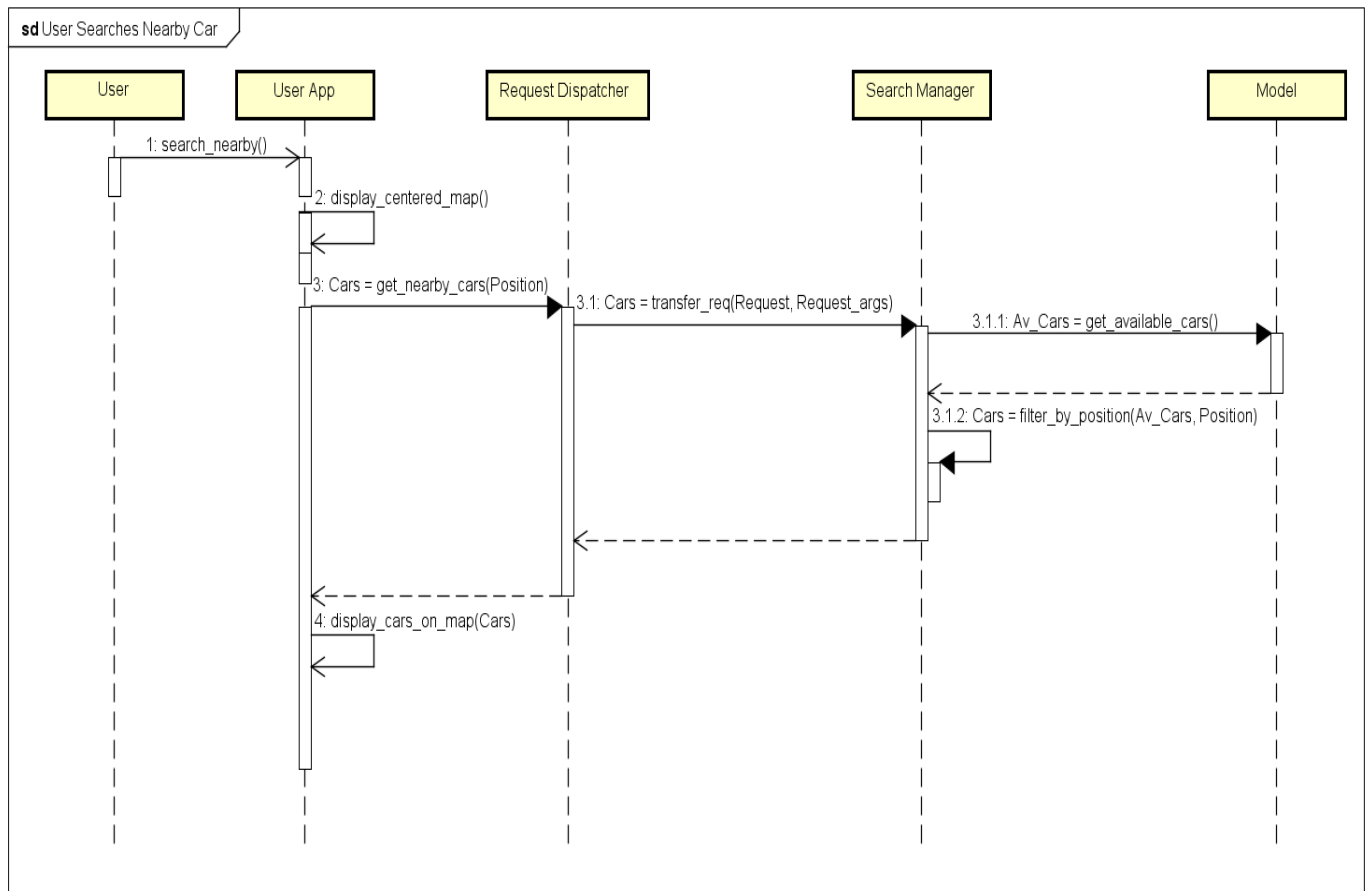 sd User Searches Nearby Car
User
User App
Request Dispatcher
Search Manager
Model
1: search_nearby()
2: display_centered_map()
3: Cars = get_nearby_cars(Position)
3.1: Cars = transfer_req(Request, Request_args)
3.1.1: Av_Cars = get_available_cars()
3.1.2: Cars = filter_by_position(Av_Cars, Position)
4: display_cars_on_map(Cars)